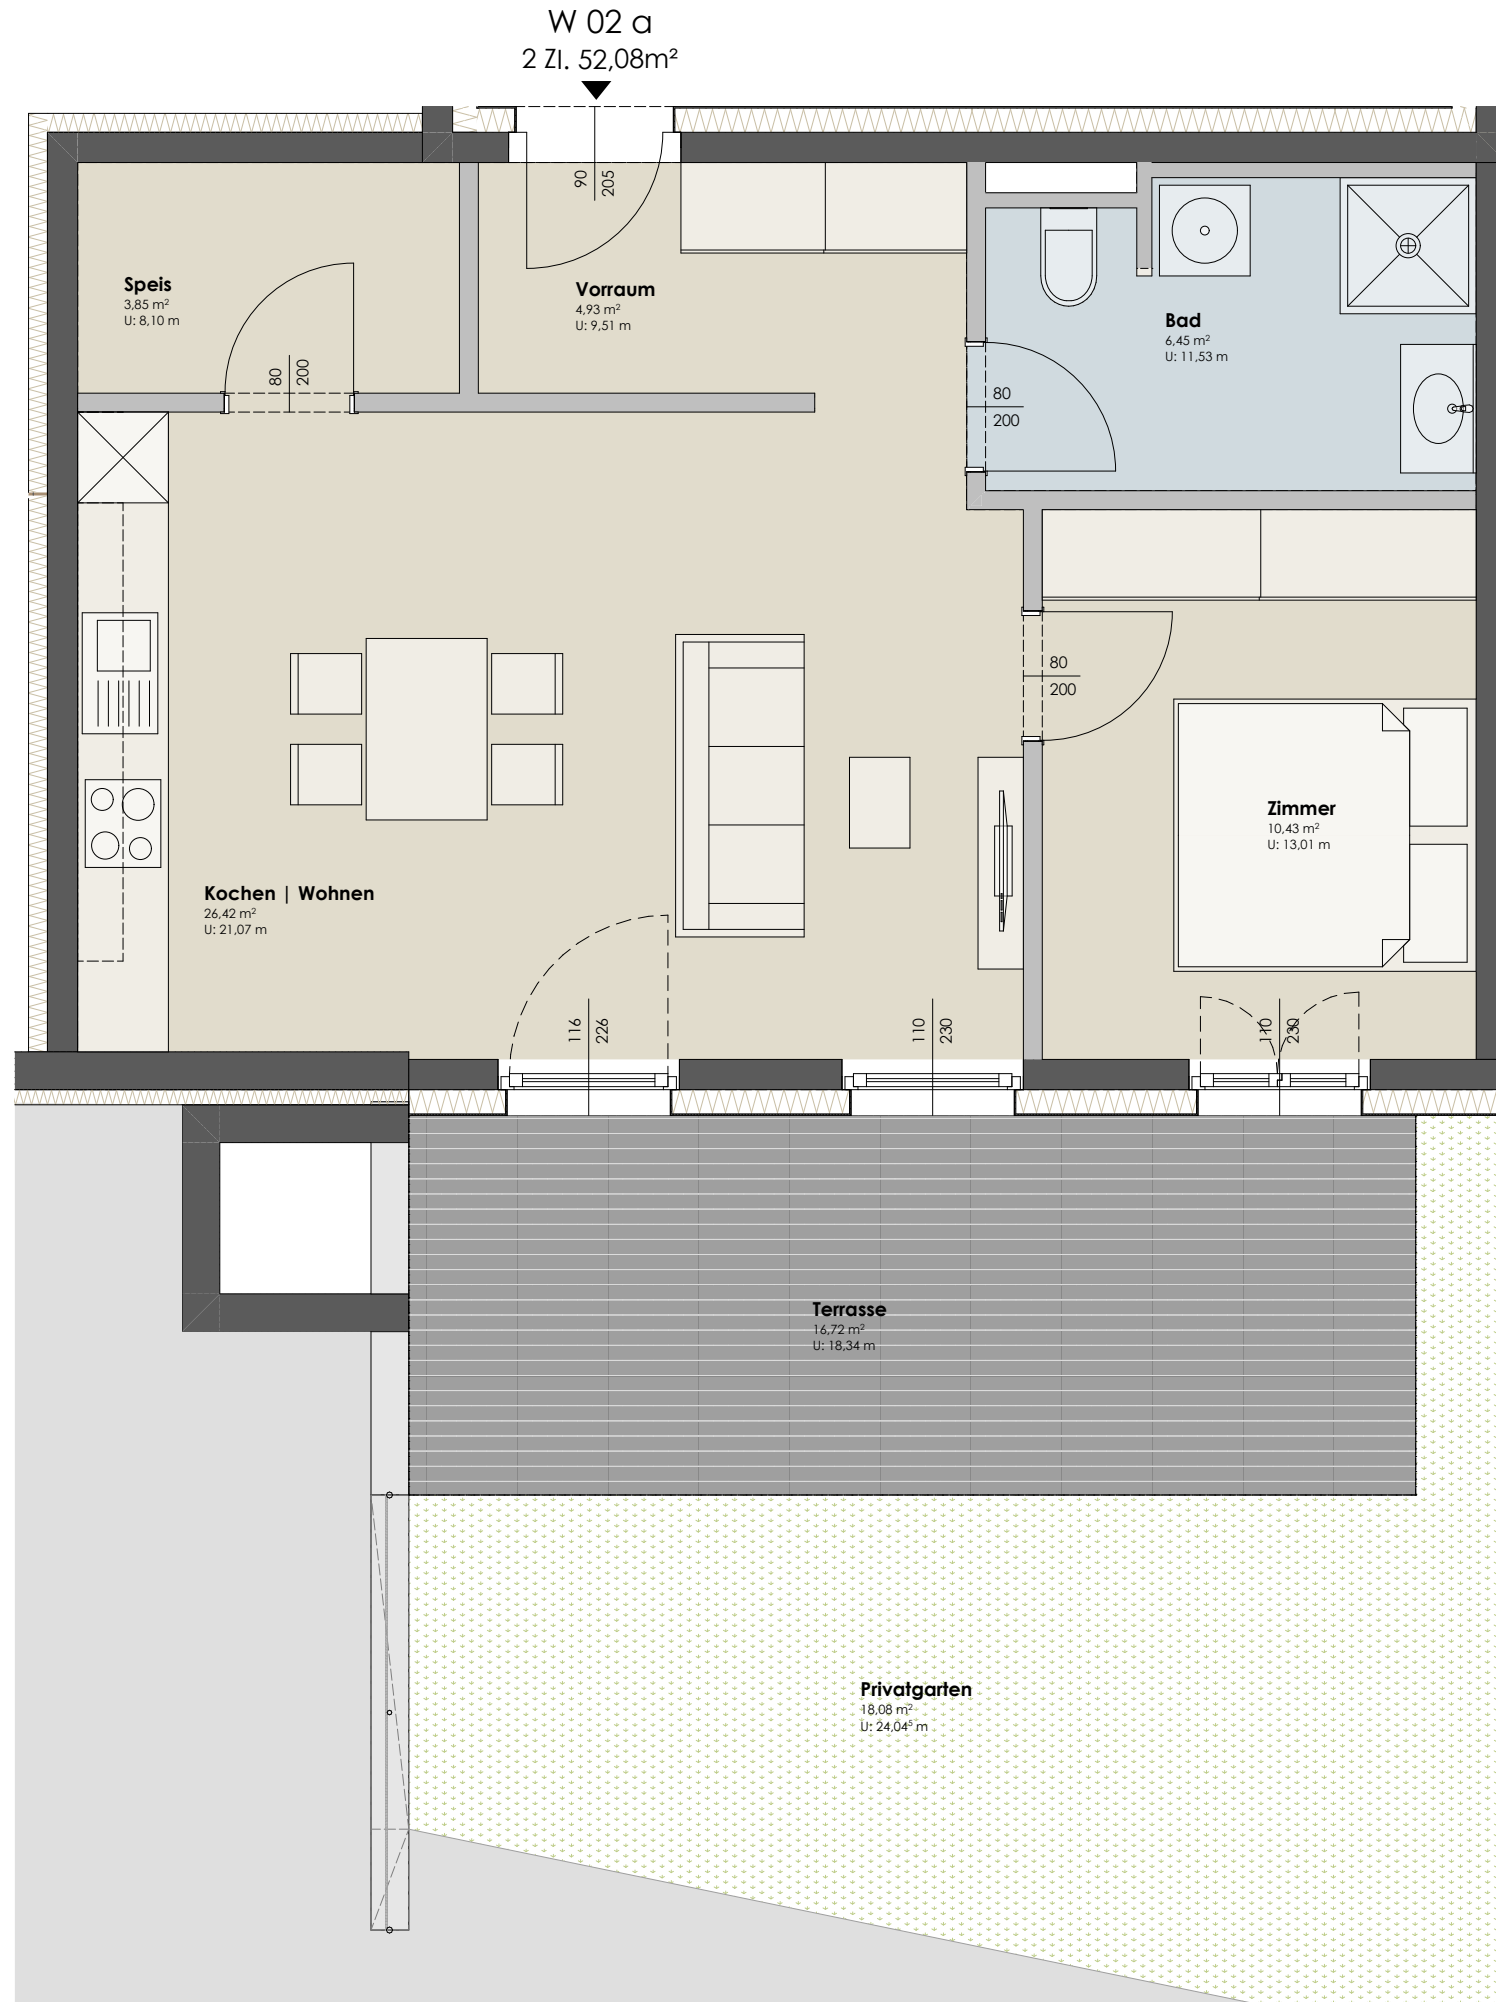 W 02 a
2 ZI. 52,08m²
90
205
Speis
3,85 m²
U: 8,10 m
Vorraum
4,93 m²
U: 9,51 m
Bad
6,45 m²
U: 11,53 m
80
200
80
200
80
200
Zimmer
10,43 m²
U: 13,01 m
Kochen | Wohnen
26,42 m²
U: 21,07 m
116
226
110
230
110
230
Terrasse
16,72 m²
U: 18,34 m
Privatgarten
18,08 m²
U: 24,04⁵ m